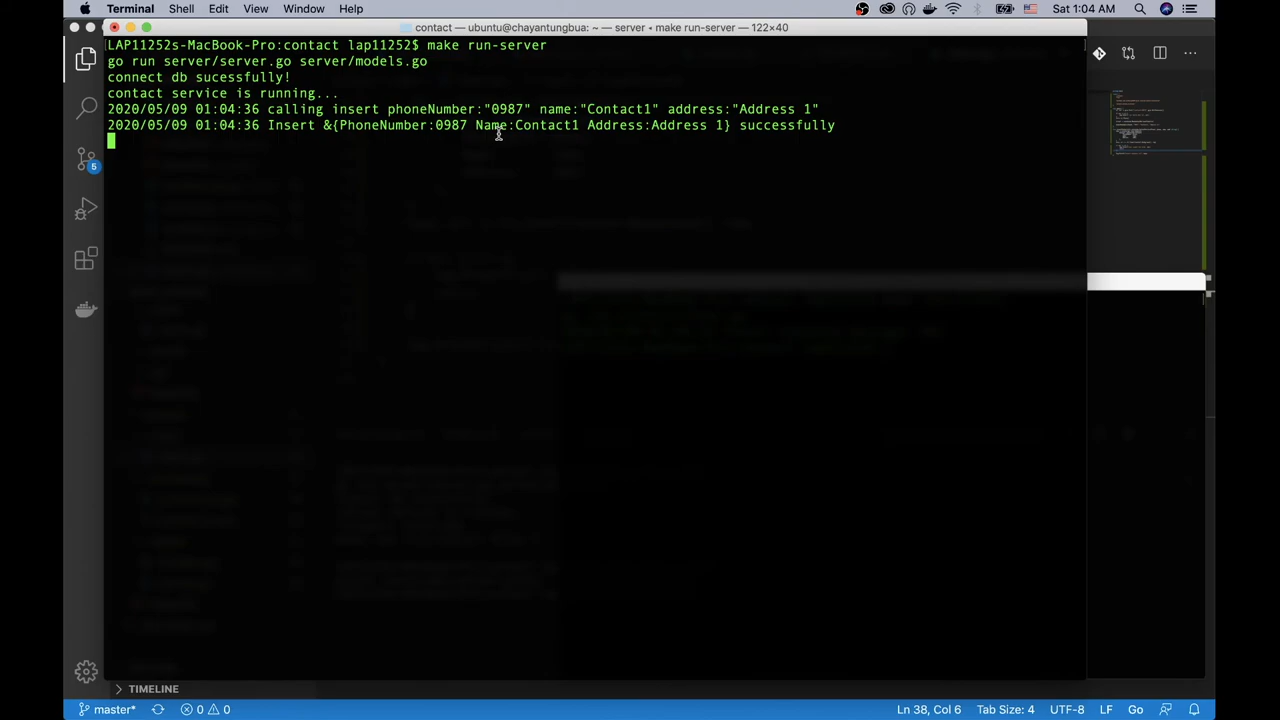 Terminal Shell Edit View Window Help Sat 1:04 AM
contact — ubuntu@chayantungbua: ~ — server • make run-server — 122×40
LAP11252s-MacBook-Pro:contact lap11252$ make run-server
go run server/server.go server/models.go
connect db sucessfully!
contact service is running...
2020/05/09 01:04:36 calling insert phoneNumber:"0987" name:"Contact1" address:"Address 1"
2020/05/09 01:04:36 Insert &{PhoneNumber:0987 Name:Contact1 Address:Address 1} successfully
5
TIMELINE
master* 0 0 Ln 38, Col 6 Tab Size: 4 UTF-8 LF Go